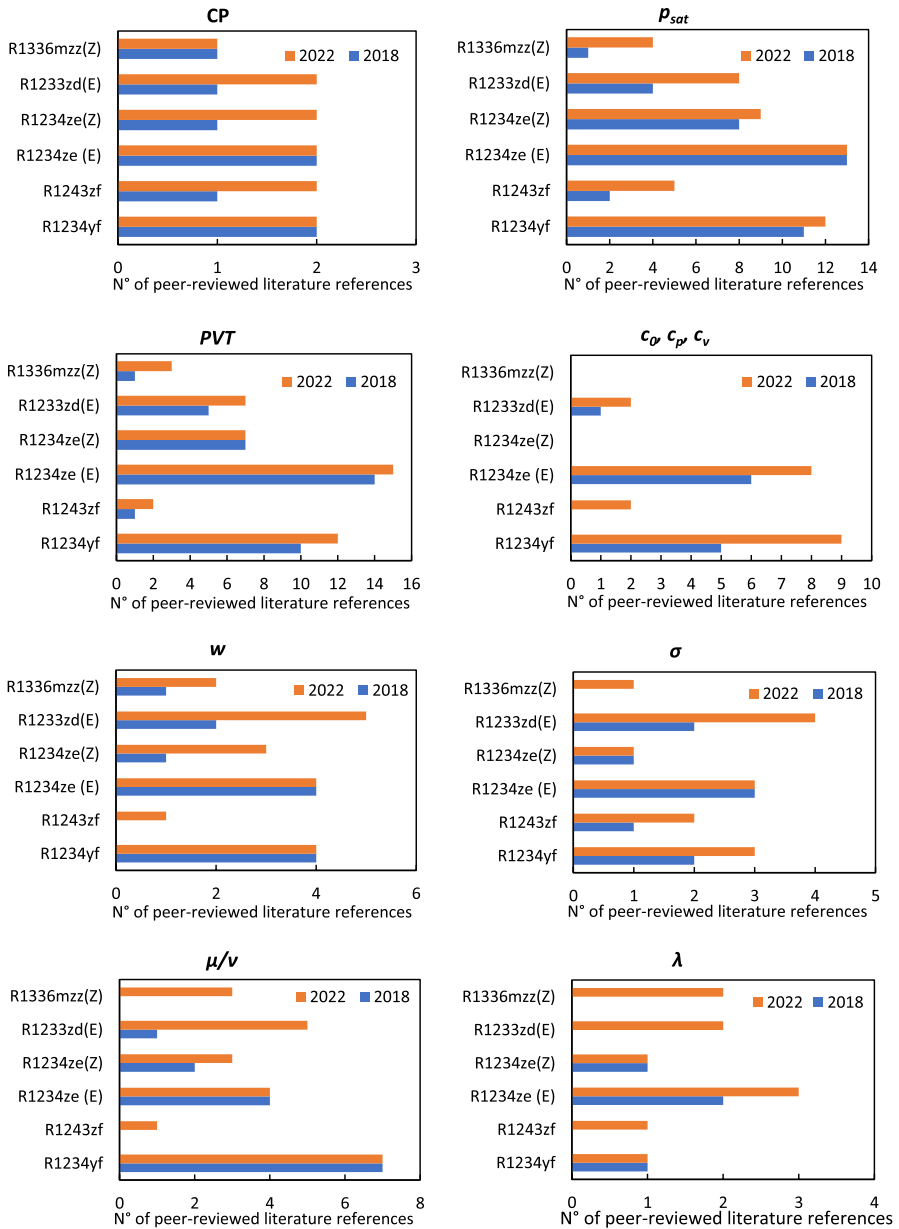 CP
2022 2018
R1336mzz(Z)
R1233zd(E)
R1234ze(Z)
R1234ze (E)
R1243zf
R1234yf
0 1 2 3
N° of peer-reviewed literature references
psat
2022 2018
R1336mzz(Z)
R1233zd(E)
R1234ze(Z)
R1234ze (E)
R1243zf
R1234yf
0 2 4 6 8 10 12 14
N° of peer-reviewed literature references
PVT
2022 2018
R1336mzz(Z)
R1233zd(E)
R1234ze(Z)
R1234ze (E)
R1243zf
R1234yf
0 2 4 6 8 10 12 14 16
N° of peer-reviewed literature references
c0, cp, cv
2022 2018
R1336mzz(Z)
R1233zd(E)
R1234ze(Z)
R1234ze (E)
R1243zf
R1234yf
0 1 2 3 4 5 6 7 8 9 10
N° of peer-reviewed literature references
w
2022 2018
R1336mzz(Z)
R1233zd(E)
R1234ze(Z)
R1234ze (E)
R1243zf
R1234yf
0 2 4 6
N° of peer-reviewed literature references
σ
2022 2018
R1336mzz(Z)
R1233zd(E)
R1234ze(Z)
R1234ze (E)
R1243zf
R1234yf
0 1 2 3 4 5
N° of peer-reviewed literature references
μ/ν
2022 2018
R1336mzz(Z)
R1233zd(E)
R1234ze(Z)
R1234ze (E)
R1243zf
R1234yf
0 2 4 6 8
N° of peer-reviewed literature references
λ
2022 2018
R1336mzz(Z)
R1233zd(E)
R1234ze(Z)
R1234ze (E)
R1243zf
R1234yf
0 1 2 3 4
N° of peer-reviewed literature references